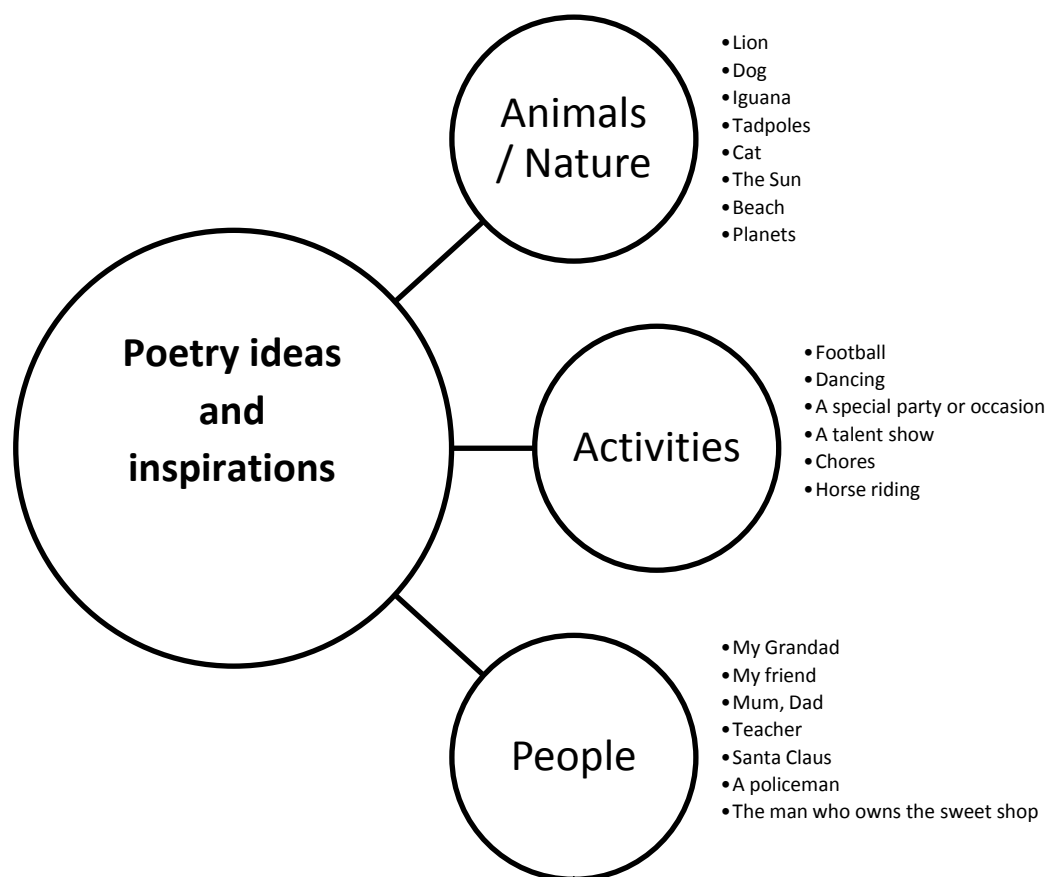 Poetry ideas
and
inspirations
Animals
/ Nature
•Lion
•Dog
•Iguana
•Tadpoles
•Cat
•The Sun
•Beach
•Planets
Activities
•Football
•Dancing
•A special party or occasion
•A talent show
•Chores
•Horse riding
People
•My Grandad
•My friend
•Mum, Dad
•Teacher
•Santa Claus
•A policeman
•The man who owns the sweet shop